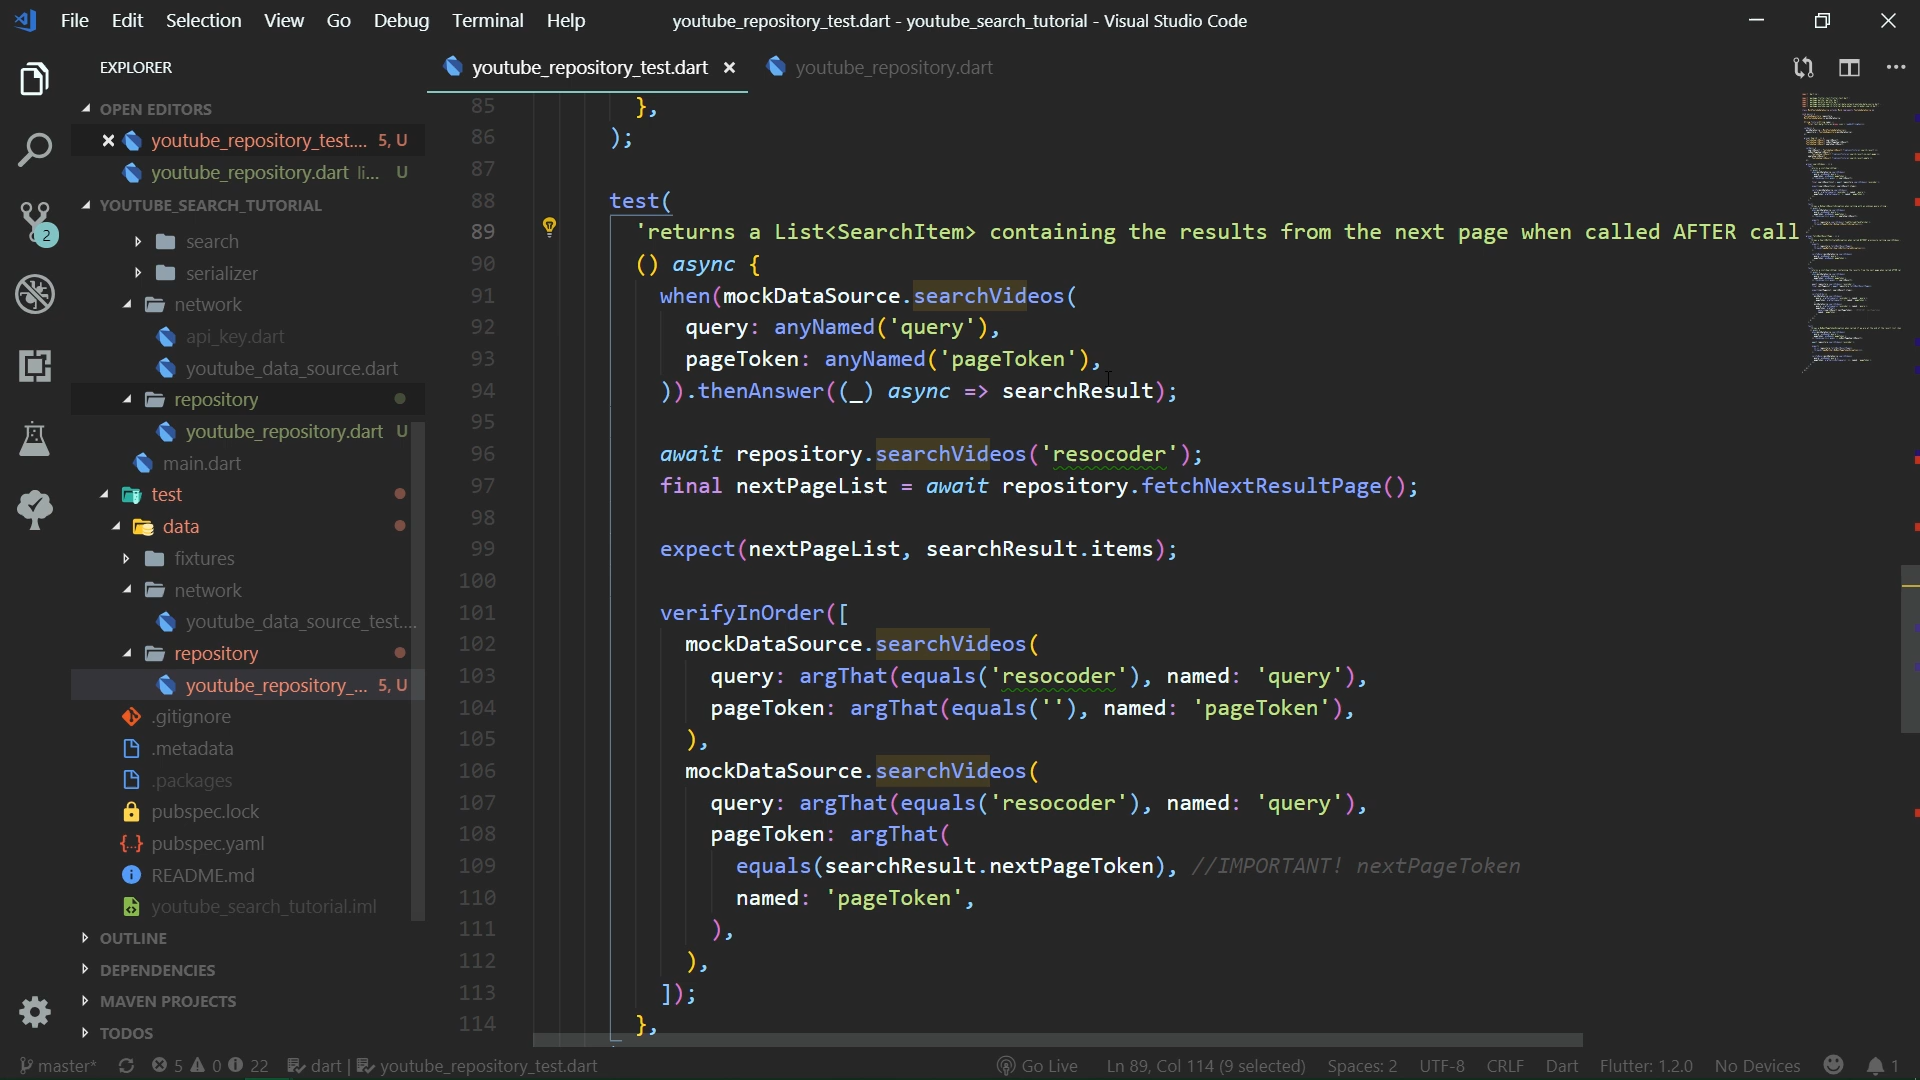 File Edit Selection View Go Debug Terminal Help
youtube_repository_test.dart - youtube_search_tutorial - Visual Studio Code
EXPLORER
youtube_repository_test.dart
youtube_repository.dart
OPEN EDITORS
youtube_repository_test.... 5, U
youtube_repository.dart li... U
YOUTUBE_SEARCH_TUTORIAL
search
serializer
network
api_key.dart
youtube_data_source.dart
repository
youtube_repository.dart U
main.dart
test
data
fixtures
network
youtube_data_source_test....
repository
youtube_repository_... 5, U
.gitignore
.metadata
.packages
pubspec.lock
pubspec.yaml
README.md
youtube_search_tutorial.iml
OUTLINE
DEPENDENCIES
MAVEN PROJECTS
TODOS
2
85 },
86 );
87
88 test(
89 'returns a List<SearchItem> containing the results from the next page when called AFTER call
90 () async {
91 when(mockDataSource.searchVideos(
92 query: anyNamed('query'),
93 pageToken: anyNamed('pageToken'),
94 )).thenAnswer((_) async => searchResult);
95
96 await repository.searchVideos('resocoder');
97 final nextPageList = await repository.fetchNextResultPage();
98
99 expect(nextPageList, searchResult.items);
100
101 verifyInOrder([
102 mockDataSource.searchVideos(
103 query: argThat(equals('resocoder'), named: 'query'),
104 pageToken: argThat(equals(''), named: 'pageToken'),
105 ),
106 mockDataSource.searchVideos(
107 query: argThat(equals('resocoder'), named: 'query'),
108 pageToken: argThat(
109 equals(searchResult.nextPageToken), //IMPORTANT! nextPageToken
110 named: 'pageToken',
111 ),
112 ),
113 ]);
114 },
master* 5 0 22 dart | youtube_repository_test.dart Go Live Ln 89, Col 114 (9 selected) Spaces: 2 UTF-8 CRLF Dart Flutter: 1.2.0 No Devices 1